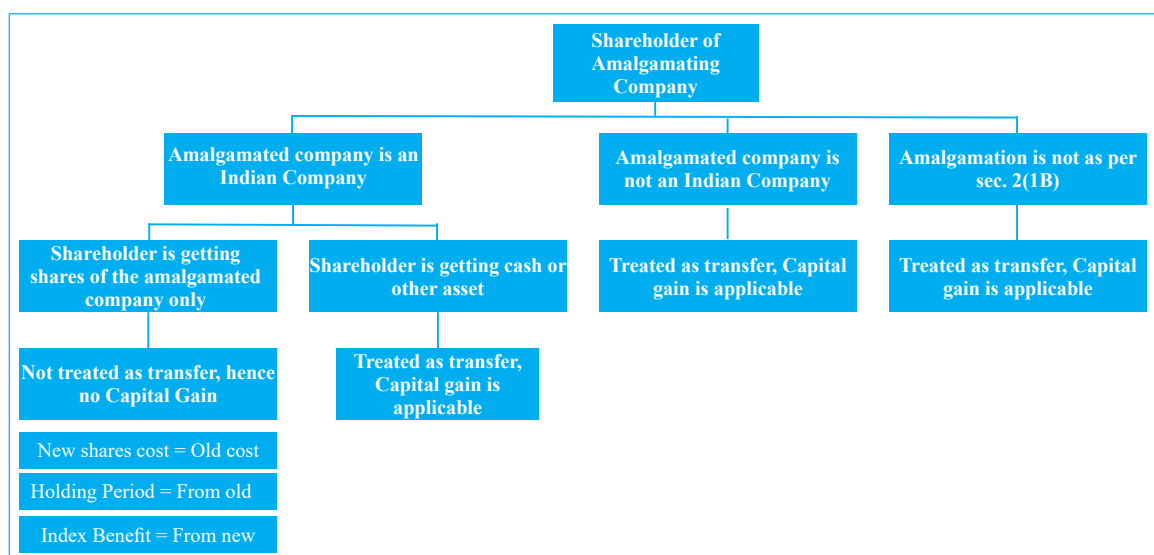 Shareholder of
Amalgamating
Company
Amalgamated company is an
Indian Company
Amalgamated company is
not an Indian Company
Amalgamation is not as per
sec. 2(1B)
Shareholder is getting
shares of the amalgamated
company only
Shareholder is getting cash or
other asset
Treated as transfer, Capital
gain is applicable
Treated as transfer, Capital
gain is applicable
Not treated as transfer, hence
no Capital Gain
Treated as transfer,
Capital gain is
applicable
New shares cost = Old cost
Holding Period = From old
Index Benefit = From new